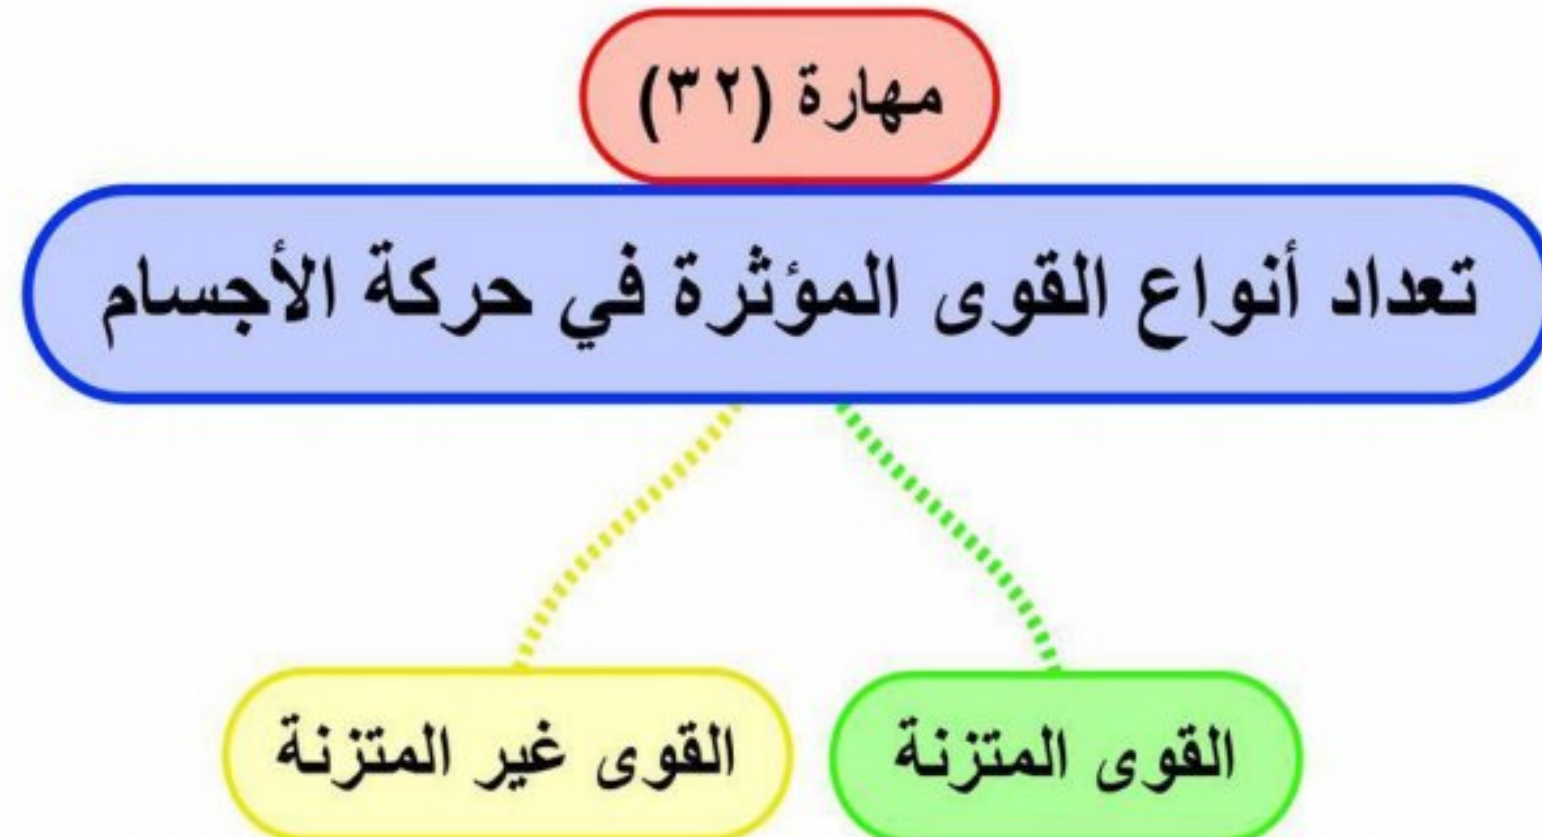 مهارة (٣٢)
تعداد أنواع القوى المؤثرة في حركة الأجسام
القوى المتزنة
القوى غير المتزنة